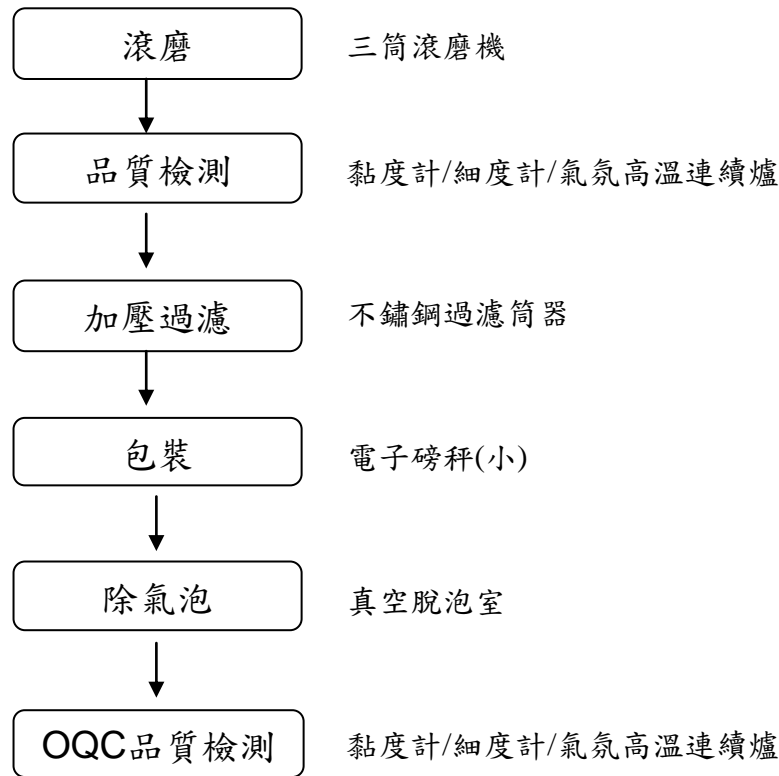 滾磨 三筒滾磨機
品質檢測 黏度計/細度計/氣氛高溫連續爐
加壓過濾 不鏽鋼過濾筒器
包裝 電子磅秤(小)
除氣泡 真空脫泡室
OQC品質檢測 黏度計/細度計/氣氛高溫連續爐